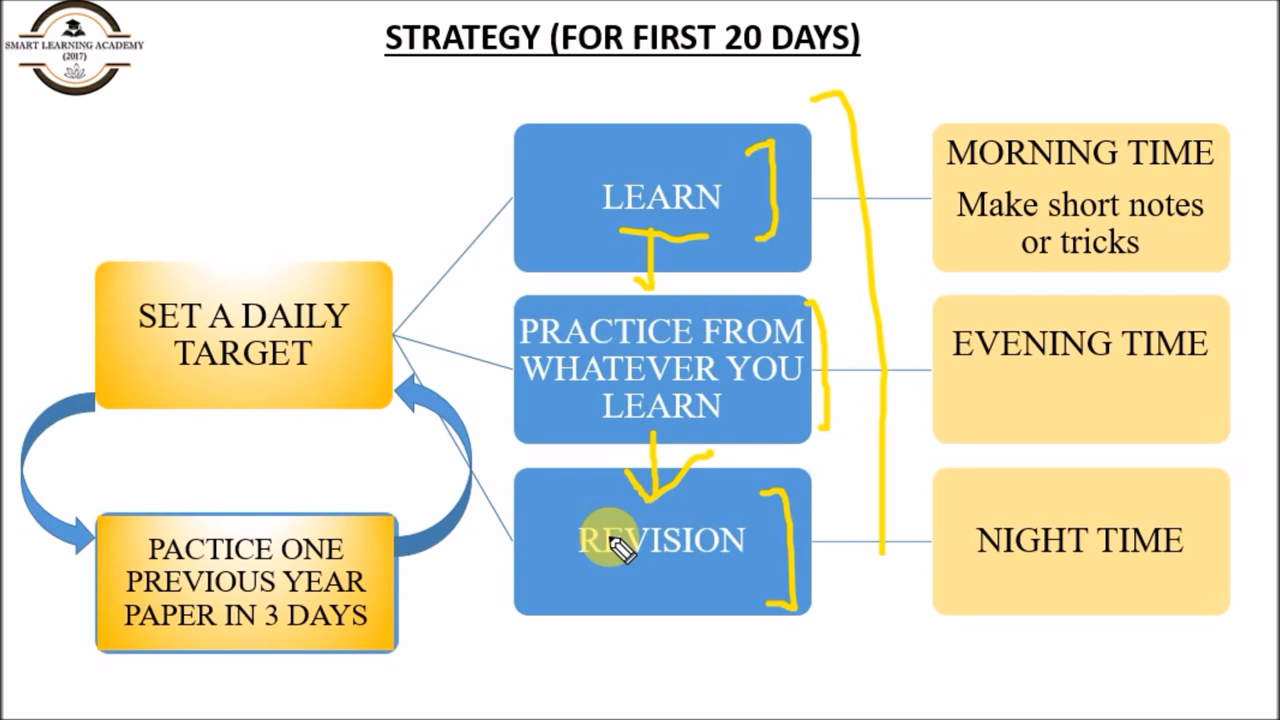 SMART LEARNING ACADEMY
(2017)
STRATEGY (FOR FIRST 20 DAYS)
SET A DAILY
TARGET
PACTICE ONE
PREVIOUS YEAR
PAPER IN 3 DAYS
LEARN
MORNING TIME
Make short notes
or tricks
PRACTICE FROM
WHATEVER YOU
LEARN
EVENING TIME
REVISION
NIGHT TIME